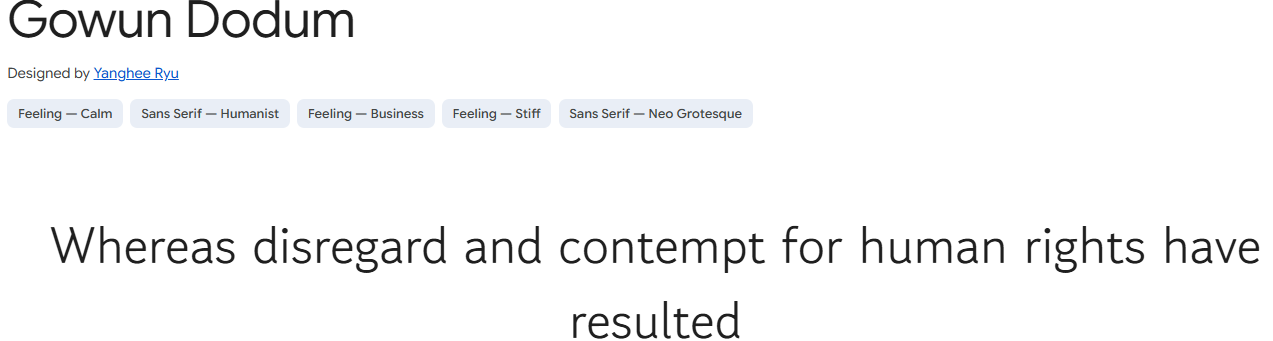 Gowun Dodum
Designed by Yanghee Ryu
Feeling — Calm Sans Serif — Humanist Feeling — Business Feeling — Stiff Sans Serif — Neo Grotesque
Whereas disregard and contempt for human rights have
resulted